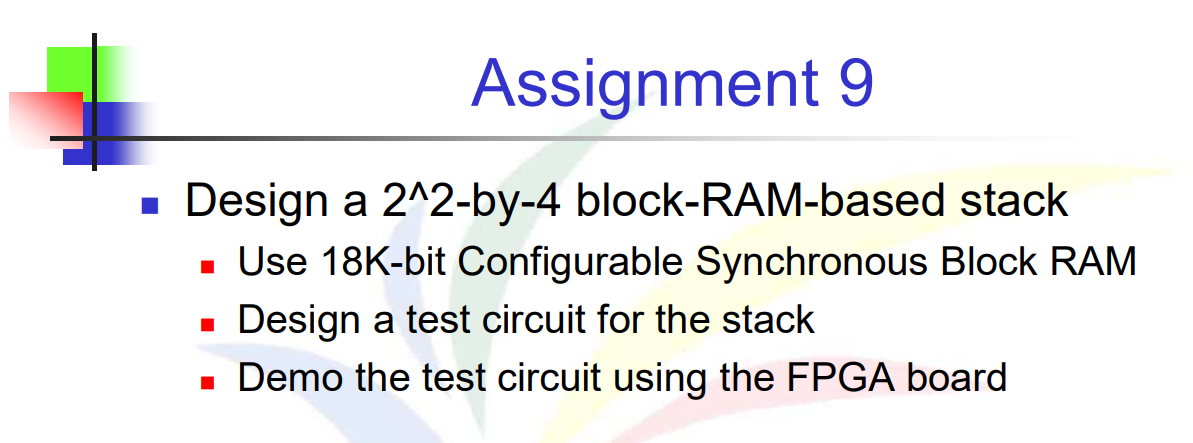 Assignment 9
Design a 2^2-by-4 block-RAM-based stack
Use 18K-bit Configurable Synchronous Block RAM
Design a test circuit for the stack
Demo the test circuit using the FPGA board